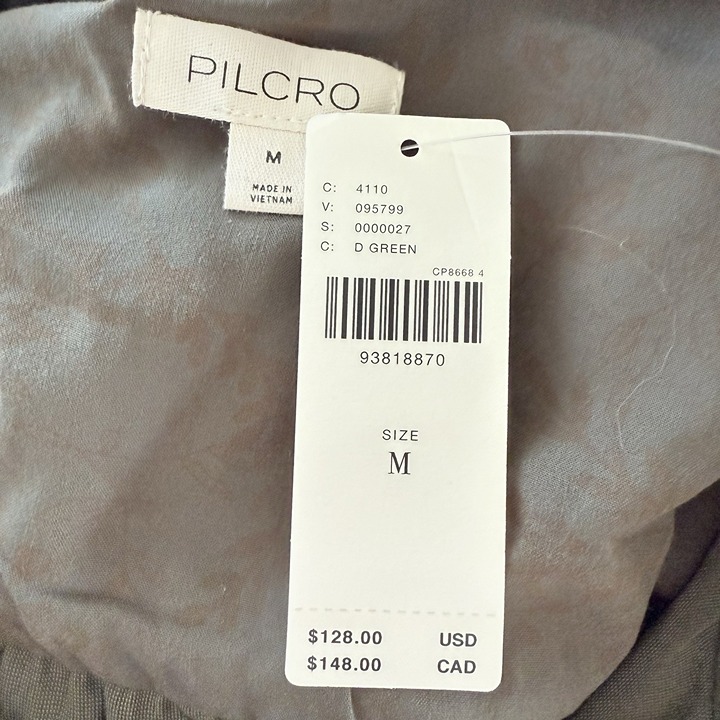 PILCRO
M
MADE IN
VIETNAM
C: 4110
V: 095799
S: 0000027
C: D GREEN
CP8668 4
93818870
SIZE
M
$128.00 USD
$148.00 CAD